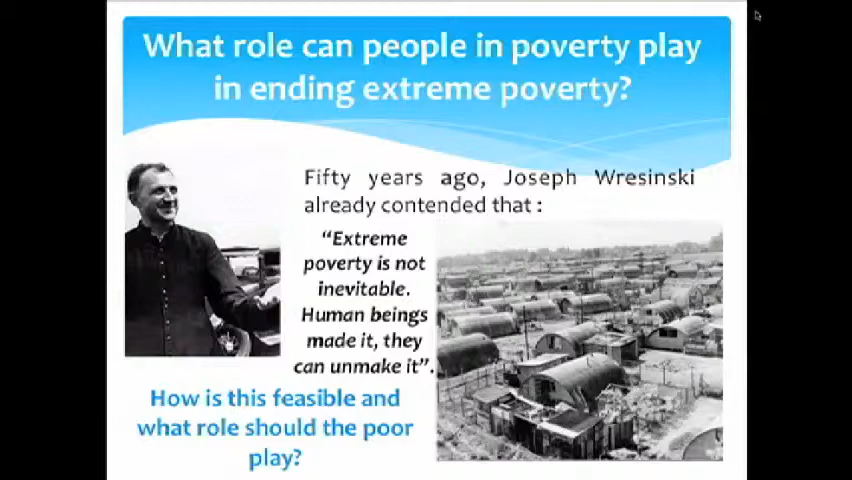 What role can people in poverty play
in ending extreme poverty?
Fifty years ago, Joseph Wresinski
already contended that :
“Extreme
poverty is not
inevitable.
Human beings
made it, they
can unmake it”.
How is this feasible and
what role should the poor
play?